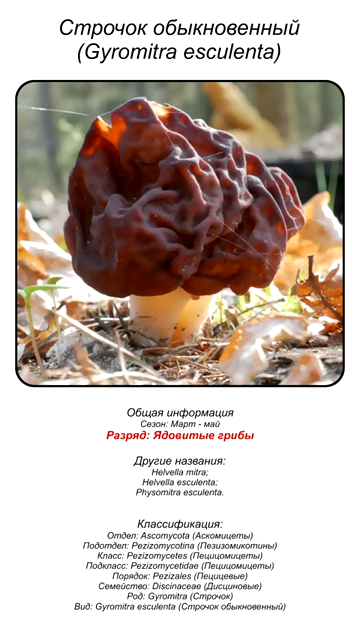 Строчок обыкновенный
(Gyromitra esculenta)
Общая информация
Сезон: Март - май
Разряд: Ядовитые грибы
Другие названия:
Helvella mitra;
Helvella esculenta;
Physomitra esculenta.
Классификация:
Отдел: Ascomycota (Аскомицеты)
Подотдел: Pezizomycotina (Пезизомикотины)
Класс: Pezizomycetes (Пецицомицеты)
Подкласс: Pezizomycetidae (Пецицомицеты)
Порядок: Pezizales (Пецицевые)
Семейство: Discinaceae (Дисциновые)
Род: Gyromitra (Строчок)
Вид: Gyromitra esculenta (Строчок обыкновенный)